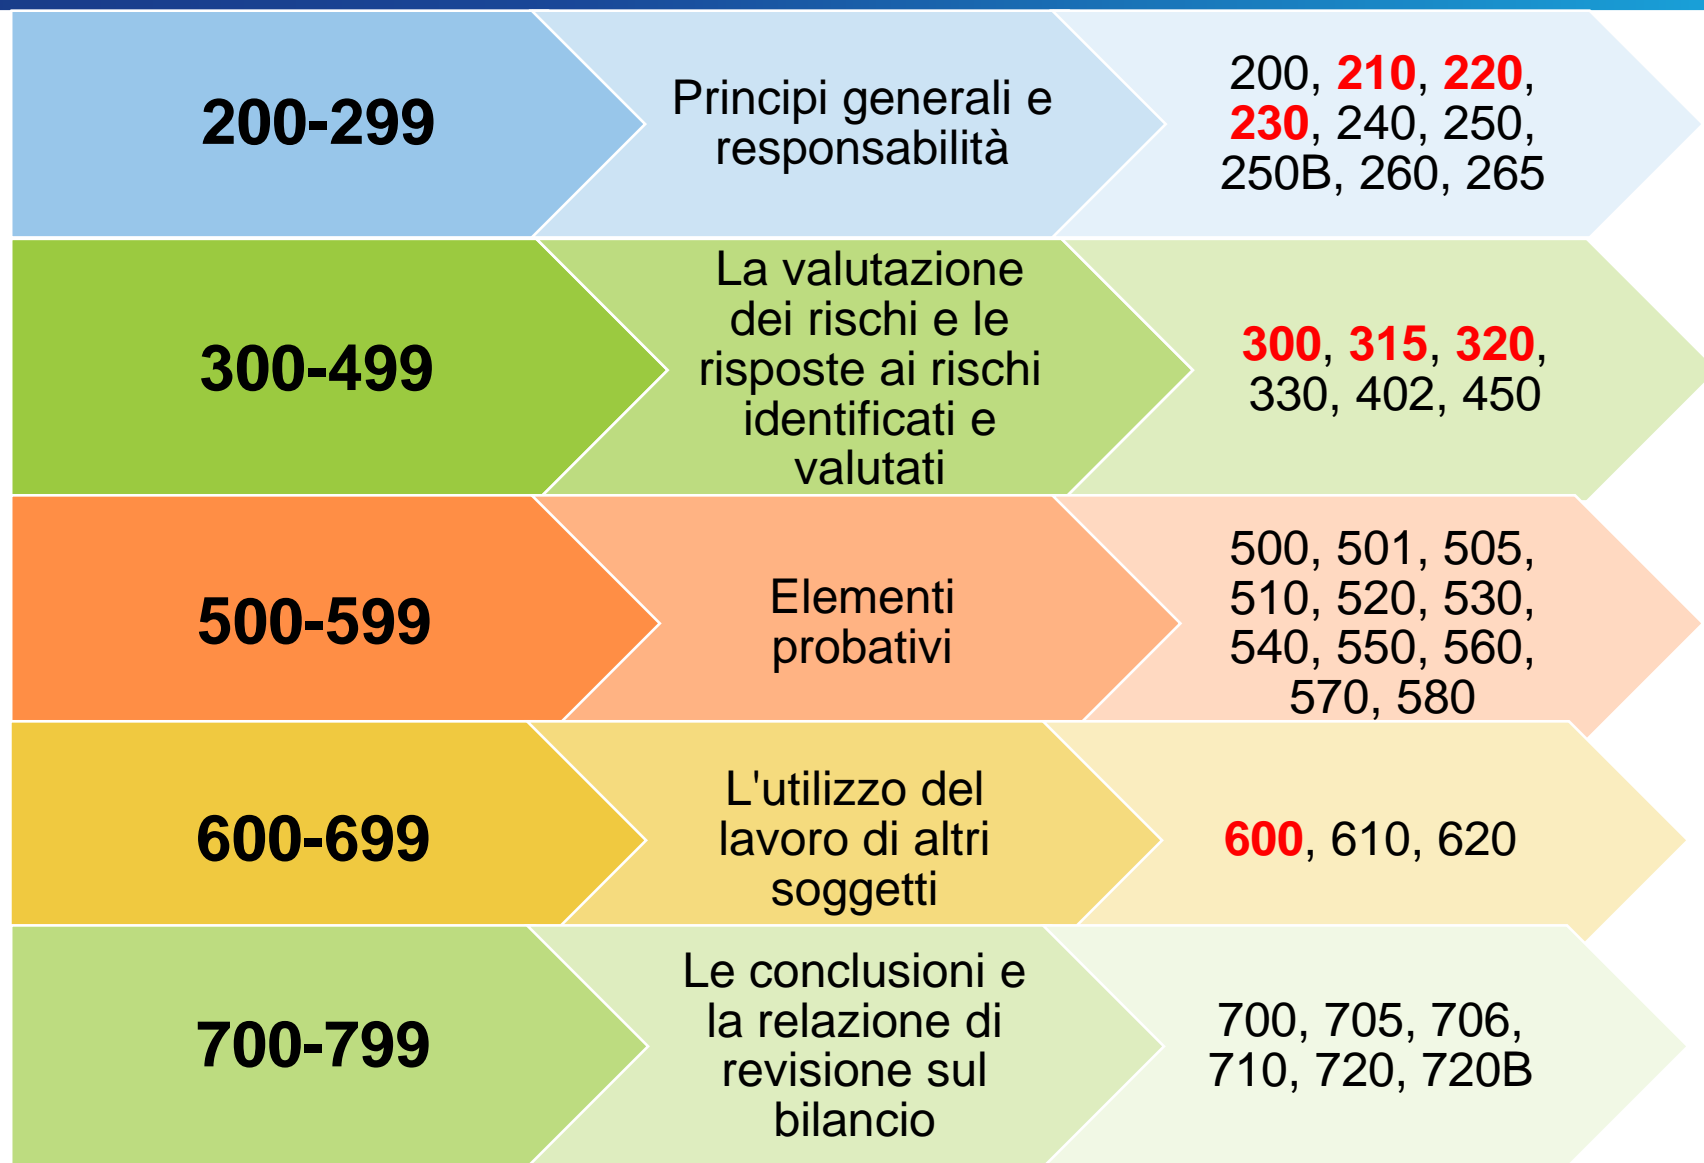 200-299
Principi generali e
responsabilità
200, 210, 220,
230, 240, 250,
250B, 260, 265
300-499
La valutazione
dei rischi e le
risposte ai rischi
identificati e
valutati
300, 315, 320,
330, 402, 450
500-599
Elementi
probativi
500, 501, 505,
510, 520, 530,
540, 550, 560,
570, 580
600-699
L'utilizzo del
lavoro di altri
soggetti
600, 610, 620
700-799
Le conclusioni e
la relazione di
revisione sul
bilancio
700, 705, 706,
710, 720, 720B